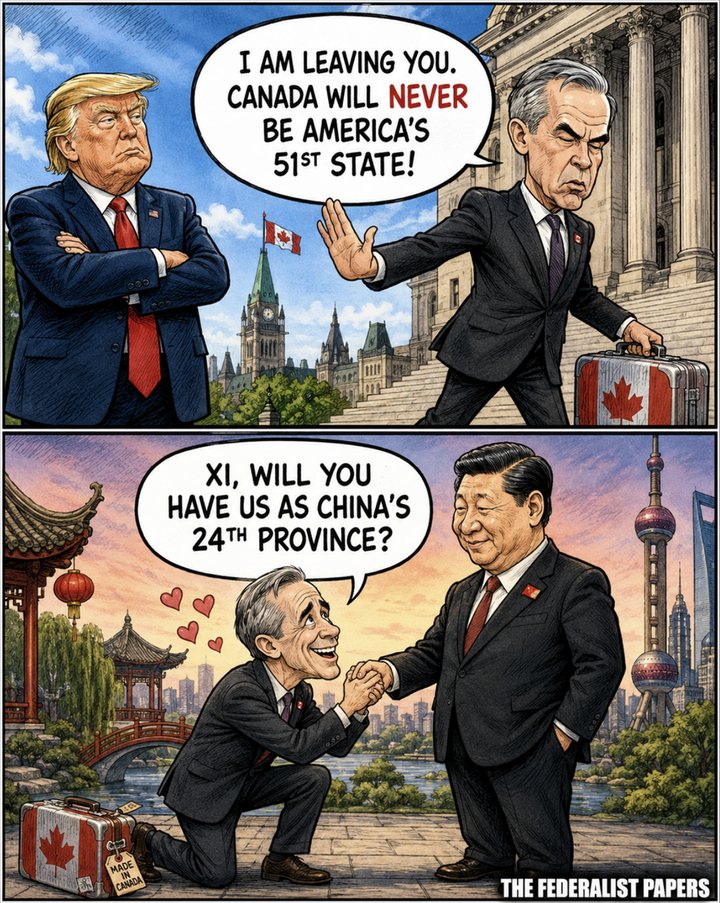 I AM LEAVING YOU.
CANADA WILL NEVER
BE AMERICA'S
51ST STATE!
XI, WILL YOU
HAVE US AS CHINA'S
24TH PROVINCE?
MADE
IN
CANADA
THE FEDERALIST PAPERS